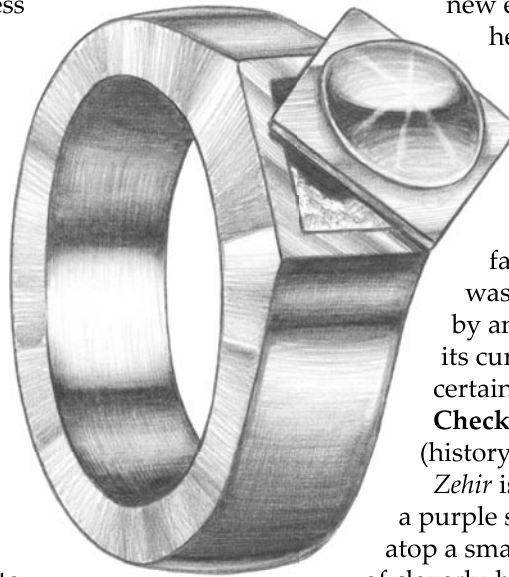 ess
new e
he
fa
was
by an
its cur
certain
Check
(history
Zehir is
a purple s
atop a sma